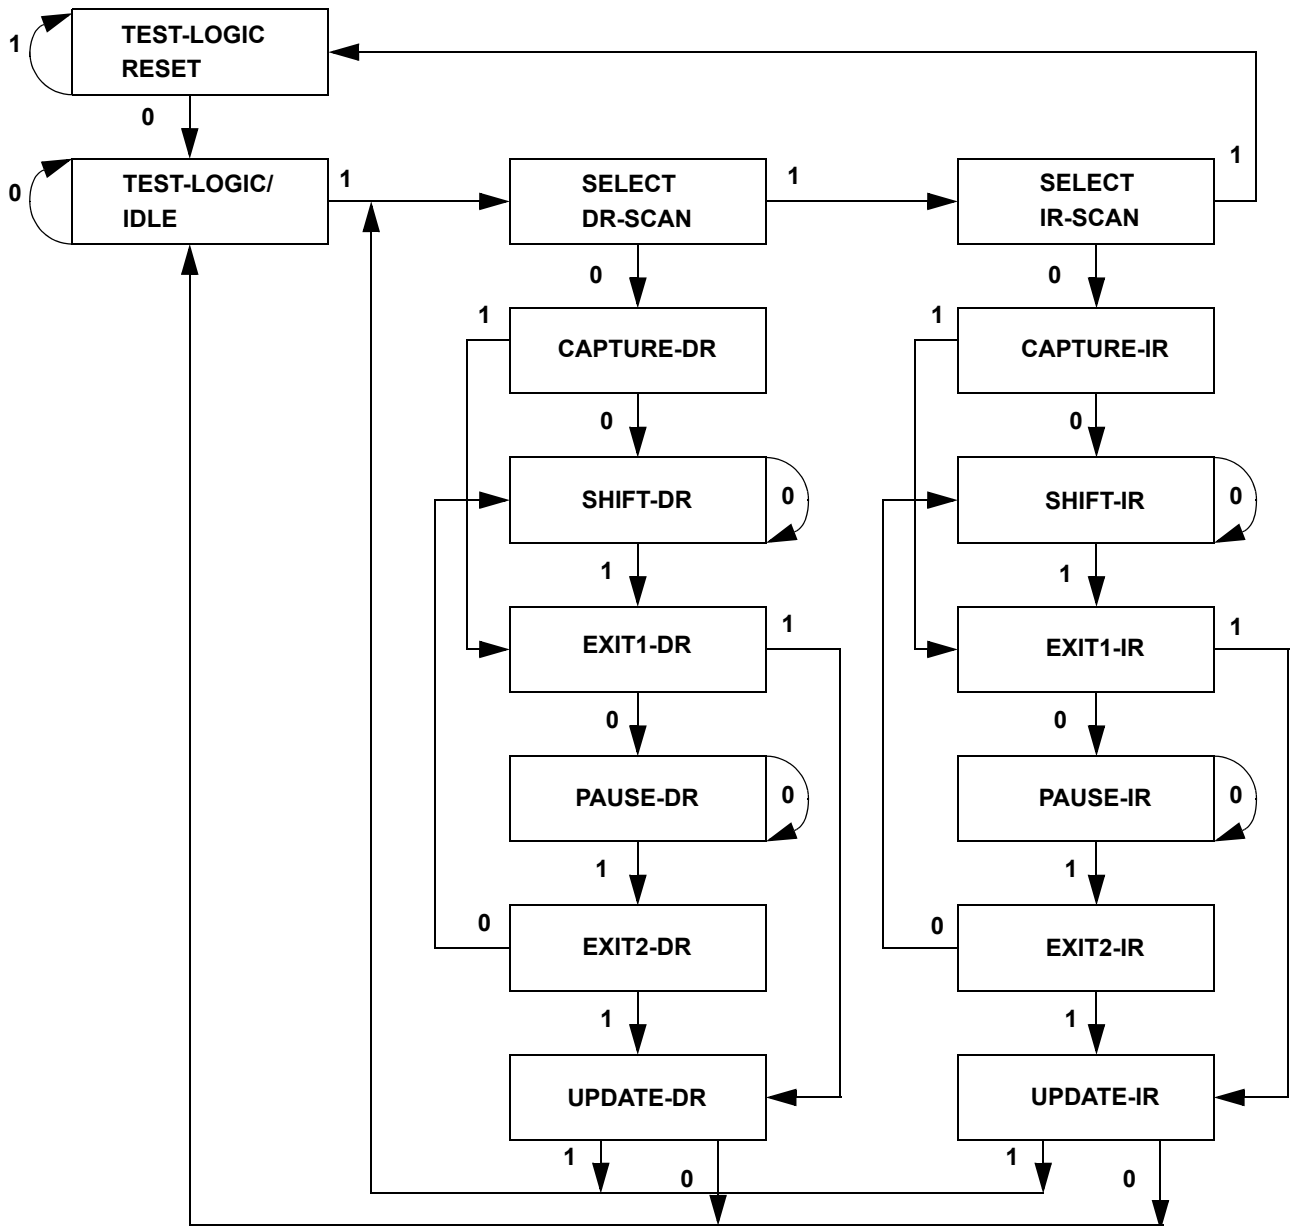 1
TEST-LOGIC
RESET
0
0
TEST-LOGIC/
IDLE
1
SELECT
DR-SCAN
1
SELECT
IR-SCAN
1
0
0
1
CAPTURE-DR
1
CAPTURE-IR
0
0
SHIFT-DR
0
SHIFT-IR
0
1
1
EXIT1-DR
1
EXIT1-IR
1
0
0
PAUSE-DR
0
PAUSE-IR
0
1
1
0
EXIT2-DR
0
EXIT2-IR
1
1
UPDATE-DR
UPDATE-IR
1
0
1
0